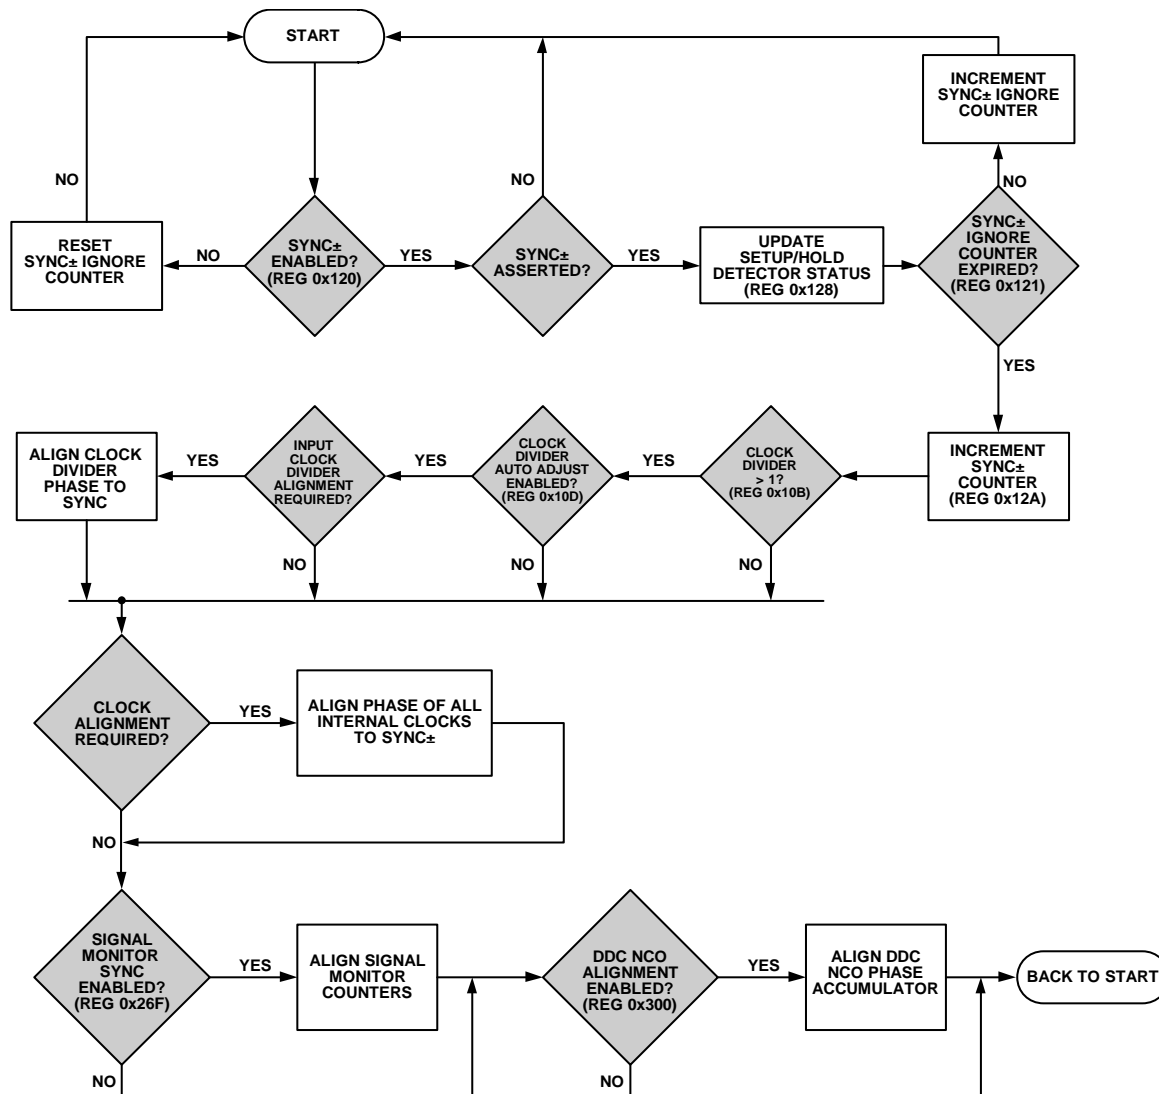 START
INCREMENT
SYNC± IGNORE
COUNTER
NO
NO
NO
RESET
SYNC± IGNORE
COUNTER
NO
SYNC±
ENABLED?
(REG 0x120)
YES
SYNC±
ASSERTED?
YES
UPDATE
SETUP/HOLD
DETECTOR STATUS
(REG 0x128)
SYNC±
IGNORE
COUNTER
EXPIRED?
(REG 0x121)
YES
ALIGN CLOCK
DIVIDER
PHASE TO
SYNC
YES
INPUT
CLOCK
DIVIDER
ALIGNMENT
REQUIRED?
YES
CLOCK
DIVIDER
AUTO ADJUST
ENABLED?
(REG 0x10D)
YES
CLOCK
DIVIDER
> 1?
(REG 0x10B)
INCREMENT
SYNC±
COUNTER
(REG 0x12A)
NO
NO
NO
CLOCK
ALIGNMENT
REQUIRED?
YES
ALIGN PHASE OF ALL
INTERNAL CLOCKS
TO SYNC±
NO
SIGNAL
MONITOR
SYNC
ENABLED?
(REG 0x26F)
YES
ALIGN SIGNAL
MONITOR
COUNTERS
DDC NCO
ALIGNMENT
ENABLED?
(REG 0x300)
YES
ALIGN DDC
NCO PHASE
ACCUMULATOR
BACK TO START
NO
NO